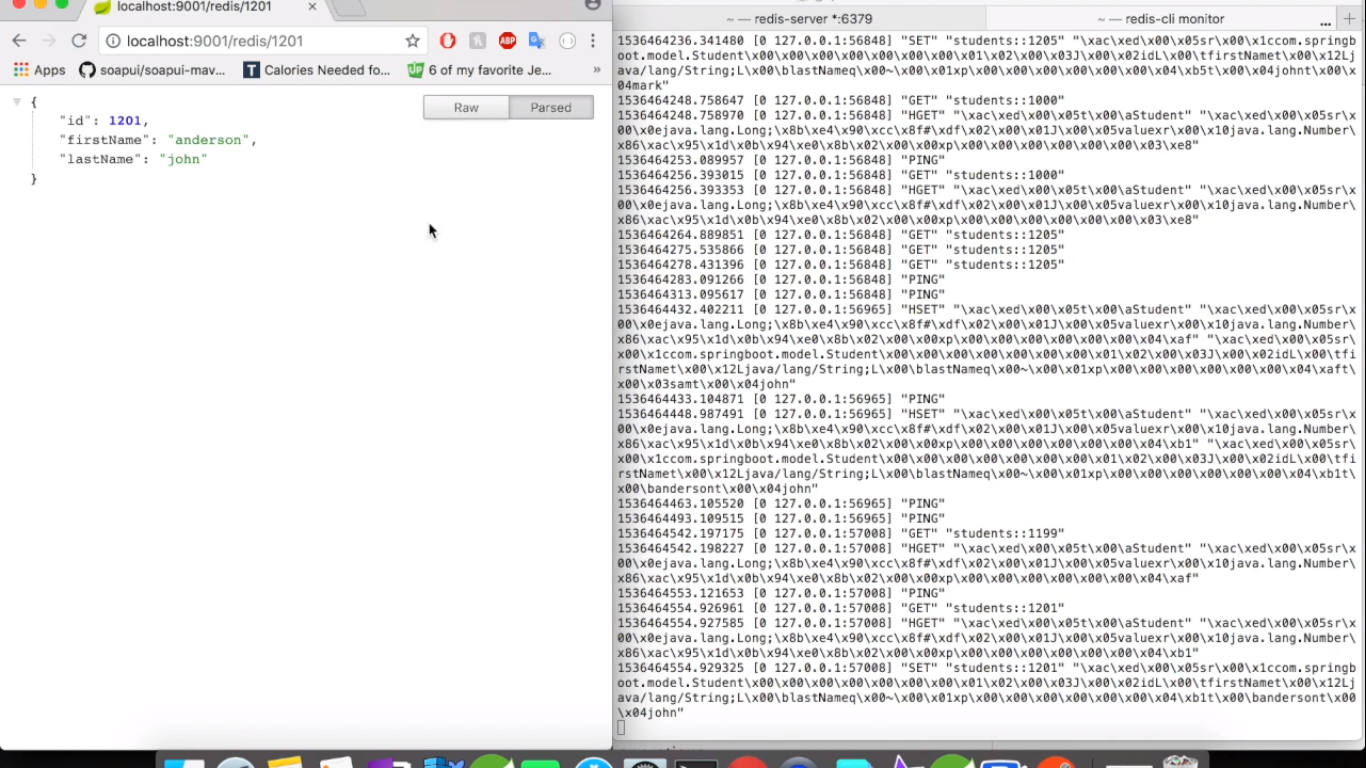 localhost:9001/redis/1201
localhost:9001/redis/1201
Apps
soapui/soapui-mav...
Calories Needed fo...
6 of my favorite Je...
»
ABP
{
"id": 1201,
"firstName": "anderson",
"lastName": "john"
}
Raw
Parsed
~ — redis-server *:6379
~ — redis-cli monitor
1536464236.341480 [0 127.0.0.1:56848] "SET" "students::1205" "\xac\xed\x00\x05sr\x00\x1ccom.springb
oot.model.Student\x00\x00\x00\x00\x00\x00\x00\x01\x02\x00\x03J\x00\x02idL\x00\tfirstNamet\x00\x12Lj
ava/lang/String;L\x00\blastNameq\x00~\x00\x01xp\x00\x00\x00\x00\x00\x00\x04\xb5t\x00\x04johnt\x00\x
04mark"
1536464248.758647 [0 127.0.0.1:56848] "GET" "students::1000"
1536464248.758970 [0 127.0.0.1:56848] "HGET" "\xac\xed\x00\x05t\x00\aStudent" "\xac\xed\x00\x05sr\x
00\x0ejava.lang.Long;\x8b\xe4\x90\xcc\x8f#\xdf\x02\x00\x01J\x00\x05valuexr\x00\x10java.lang.Number\
x86\xac\x95\x1d\x0b\x94\xe0\x8b\x02\x00\x00xp\x00\x00\x00\x00\x00\x00\x03\xe8"
1536464253.089957 [0 127.0.0.1:56848] "PING"
1536464256.393015 [0 127.0.0.1:56848] "GET" "students::1000"
1536464256.393353 [0 127.0.0.1:56848] "HGET" "\xac\xed\x00\x05t\x00\aStudent" "\xac\xed\x00\x05sr\x
00\x0ejava.lang.Long;\x8b\xe4\x90\xcc\x8f#\xdf\x02\x00\x01J\x00\x05valuexr\x00\x10java.lang.Number\
x86\xac\x95\x1d\x0b\x94\xe0\x8b\x02\x00\x00xp\x00\x00\x00\x00\x00\x00\x03\xe8"
1536464264.889851 [0 127.0.0.1:56848] "GET" "students::1205"
1536464275.535866 [0 127.0.0.1:56848] "GET" "students::1205"
1536464278.431396 [0 127.0.0.1:56848] "GET" "students::1205"
1536464283.091266 [0 127.0.0.1:56848] "PING"
1536464313.095617 [0 127.0.0.1:56848] "PING"
1536464432.402211 [0 127.0.0.1:56965] "HSET" "\xac\xed\x00\x05t\x00\aStudent" "\xac\xed\x00\x05sr\x
00\x0ejava.lang.Long;\x8b\xe4\x90\xcc\x8f#\xdf\x02\x00\x01J\x00\x05valuexr\x00\x10java.lang.Number\
x86\xac\x95\x1d\x0b\x94\xe0\x8b\x02\x00\x00xp\x00\x00\x00\x00\x00\x00\x04\xaf" "\xac\xed\x00\x05sr\
x00\x1ccom.springboot.model.Student\x00\x00\x00\x00\x00\x00\x00\x01\x02\x00\x03J\x00\x02idL\x00\tfi
rstNamet\x00\x12Ljava/lang/String;L\x00\blastNameq\x00~\x00\x01xp\x00\x00\x00\x00\x00\x00\x04\xaft\
x00\x03samt\x00\x04john"
1536464433.104871 [0 127.0.0.1:56965] "PING"
1536464448.987491 [0 127.0.0.1:56965] "HSET" "\xac\xed\x00\x05t\x00\aStudent" "\xac\xed\x00\x05sr\x
00\x0ejava.lang.Long;\x8b\xe4\x90\xcc\x8f#\xdf\x02\x00\x01J\x00\x05valuexr\x00\x10java.lang.Number\
x86\xac\x95\x1d\x0b\x94\xe0\x8b\x02\x00\x00xp\x00\x00\x00\x00\x00\x00\x04\xb1" "\xac\xed\x00\x05sr\
x00\x1ccom.springboot.model.Student\x00\x00\x00\x00\x00\x00\x00\x01\x02\x00\x03J\x00\x02idL\x00\tfi
rstNamet\x00\x12Ljava/lang/String;L\x00\blastNameq\x00~\x00\x01xp\x00\x00\x00\x00\x00\x00\x04\xb1t\
x00\bandersont\x00\x04john"
1536464463.105520 [0 127.0.0.1:56965] "PING"
1536464493.109515 [0 127.0.0.1:56965] "PING"
1536464542.197175 [0 127.0.0.1:57008] "GET" "students::1199"
1536464542.198227 [0 127.0.0.1:57008] "HGET" "\xac\xed\x00\x05t\x00\aStudent" "\xac\xed\x00\x05sr\x
00\x0ejava.lang.Long;\x8b\xe4\x90\xcc\x8f#\xdf\x02\x00\x01J\x00\x05valuexr\x00\x10java.lang.Number\
x86\xac\x95\x1d\x0b\x94\xe0\x8b\x02\x00\x00xp\x00\x00\x00\x00\x00\x00\x04\xaf"
1536464553.121653 [0 127.0.0.1:57008] "PING"
1536464554.926961 [0 127.0.0.1:57008] "GET" "students::1201"
1536464554.927585 [0 127.0.0.1:57008] "HGET" "\xac\xed\x00\x05t\x00\aStudent" "\xac\xed\x00\x05sr\x
00\x0ejava.lang.Long;\x8b\xe4\x90\xcc\x8f#\xdf\x02\x00\x01J\x00\x05valuexr\x00\x10java.lang.Number\
x86\xac\x95\x1d\x0b\x94\xe0\x8b\x02\x00\x00xp\x00\x00\x00\x00\x00\x00\x04\xb1"
1536464554.929325 [0 127.0.0.1:57008] "SET" "students::1201" "\xac\xed\x00\x05sr\x00\x1ccom.springb
oot.model.Student\x00\x00\x00\x00\x00\x00\x00\x01\x02\x00\x03J\x00\x02idL\x00\tfirstNamet\x00\x12Lj
ava/lang/String;L\x00\blastNameq\x00~\x00\x01xp\x00\x00\x00\x00\x00\x00\x04\xb1t\x00\bandersont\x00
\x04john"